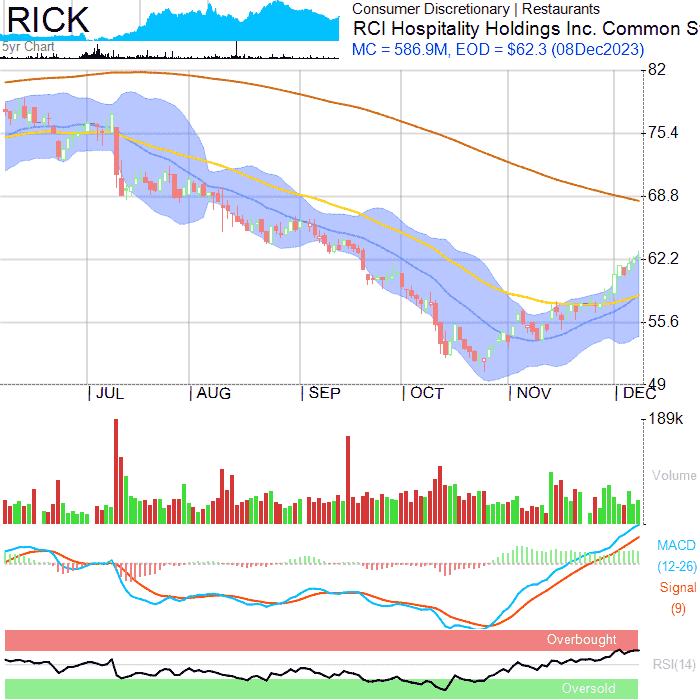 RICK
5yr Chart
Consumer Discretionary | Restaurants
RCI Hospitality Holdings Inc. Common S
MC = 586.9M, EOD = $62.3 (08Dec2023)
82
75.4
68.8
62.2
55.6
49
JUL
AUG
SEP
OCT
NOV
DEC
189k
Volume
MACD
(12-26)
Signal
(9)
Overbought
RSI(14)
Oversold